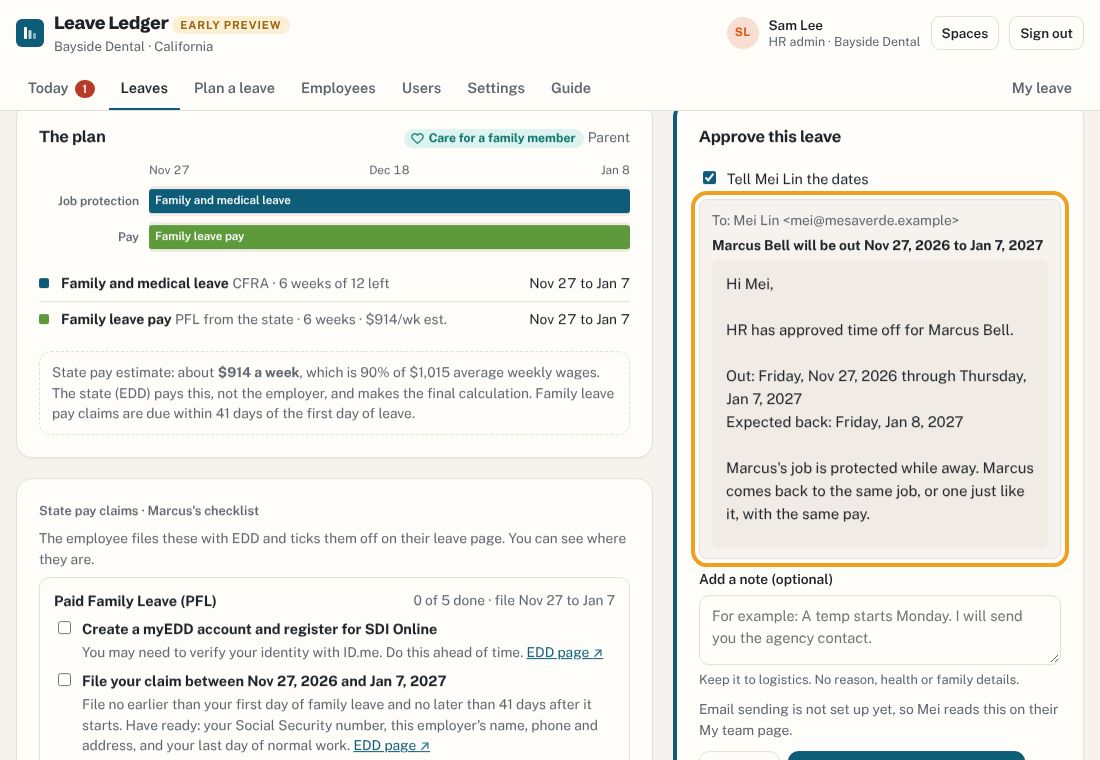 Leave Ledger EARLY PREVIEW
Bayside Dental · California
SL
Sam Lee
HR admin · Bayside Dental
Spaces
Sign out
Today 1
Leaves
Plan a leave
Employees
Users
Settings
Guide
My leave
The plan
Care for a family member Parent
Nov 27 Dec 18 Jan 8
Job protection Family and medical leave
Pay Family leave pay
Family and medical leave CFRA · 6 weeks of 12 left Nov 27 to Jan 7
Family leave pay PFL from the state · 6 weeks · $914/wk est. Nov 27 to Jan 7
State pay estimate: about $914 a week, which is 90% of $1,015 average weekly wages.
The state (EDD) pays this, not the employer, and makes the final calculation. Family leave
pay claims are due within 41 days of the first day of leave.
State pay claims · Marcus's checklist
The employee files these with EDD and ticks them off on their leave page. You can see where
they are.
Paid Family Leave (PFL) 0 of 5 done · file Nov 27 to Jan 7
Create a myEDD account and register for SDI Online
You may need to verify your identity with ID.me. Do this ahead of time. EDD page ↗
File your claim between Nov 27, 2026 and Jan 7, 2027
File no earlier than your first day of family leave and no later than 41 days after it
starts. Have ready: your Social Security number, this employer's name, phone and
address, and your last day of normal work. EDD page ↗
Approve this leave
Tell Mei Lin the dates
To: Mei Lin <mei@mesaverde.example>
Marcus Bell will be out Nov 27, 2026 to Jan 7, 2027
Hi Mei,
HR has approved time off for Marcus Bell.
Out: Friday, Nov 27, 2026 through Thursday,
Jan 7, 2027
Expected back: Friday, Jan 8, 2027
Marcus's job is protected while away. Marcus
comes back to the same job, or one just like
it, with the same pay.
Add a note (optional)
For example: A temp starts Monday. I will send
you the agency contact.
Keep it to logistics. No reason, health or family details.
Email sending is not set up yet, so Mei reads this on their
My team page.